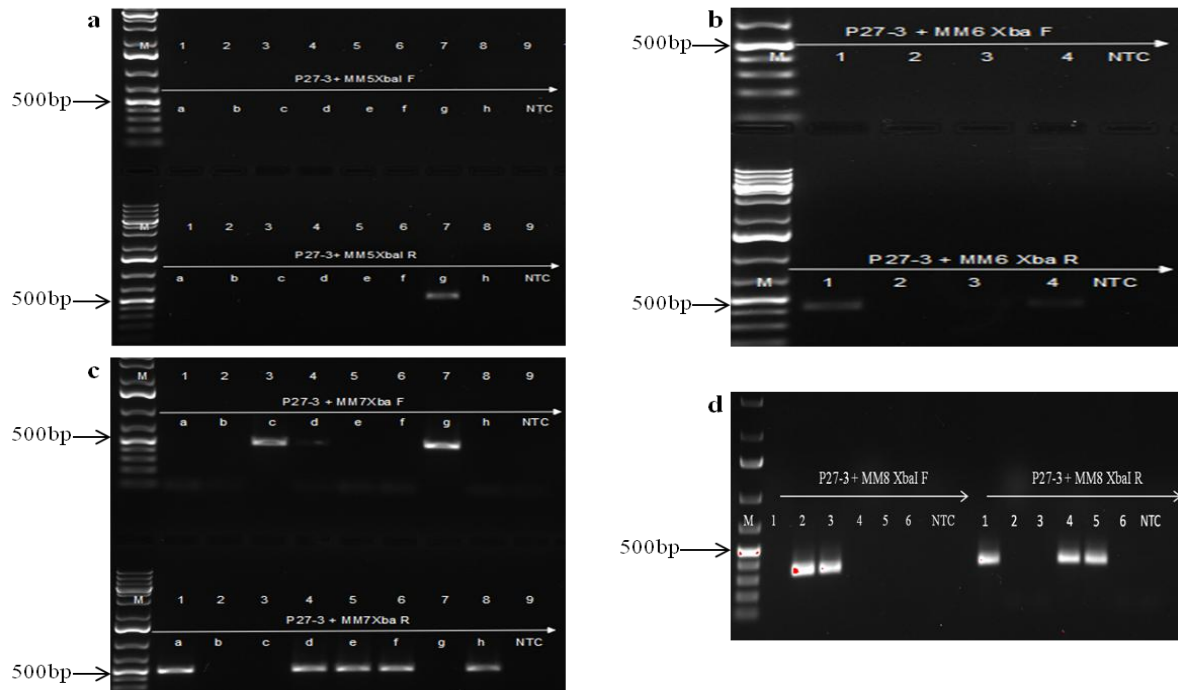 a
M 1 2 3 4 5 6 7 8 9
P27-3+ MM5XbaI F
500bp
a b c d e f g h NTC
M 1 2 3 4 5 6 7 8 9
P27-3+ MM5XbaI R
a b c d e f g h NTC
500bp
b
P27-3 + MM6 Xba F
500bp
M 1 2 3 4 NTC
P27-3 + MM6 Xba R
M 1 2 3 4 NTC
500bp
c
M 1 2 3 4 5 6 7 8 9
P27-3 + MM7Xba F
a b c d e f g h NTC
500bp
M 1 2 3 4 5 6 7 8 9
P27-3 + MM7Xba R
a b c d e f g h NTC
500bp
d
P27-3 + MM8 XbaI F P27-3 + MM8 XbaI R
M 1 2 3 4 5 6 NTC 1 2 3 4 5 6 NTC
500bp